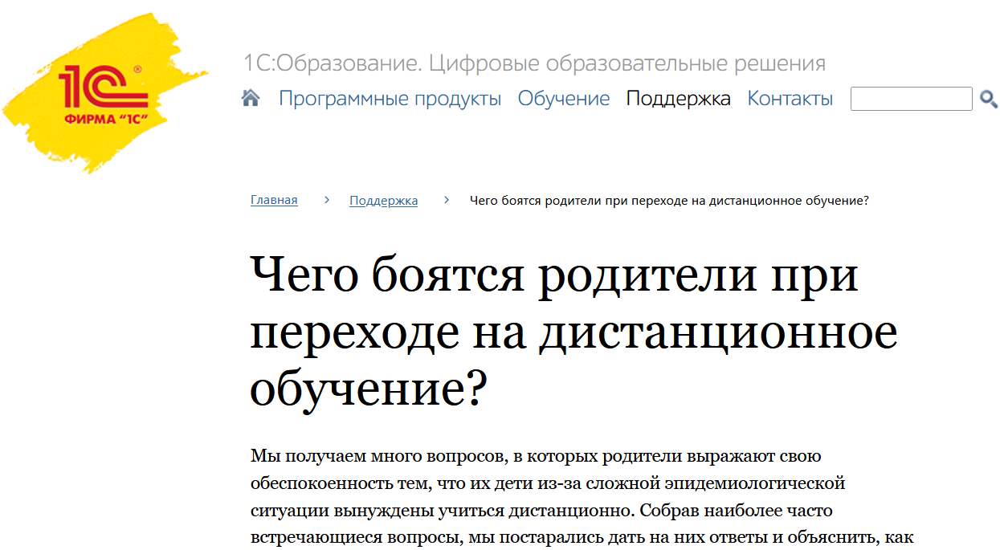 1С®
ФИРМА "1С"
1С:Образование. Цифровые образовательные решения
Программные продукты Обучение Поддержка Контакты
Главная > Поддержка > Чего боятся родители при переходе на дистанционное обучение?
Чего боятся родители при
переходе на дистанционное
обучение?
Мы получаем много вопросов, в которых родители выражают свою
обеспокоенность тем, что их дети из-за сложной эпидемиологической
ситуации вынуждены учиться дистанционно. Собрав наиболее часто
встречающиеся вопросы, мы постарались дать на них ответы и объяснить, как